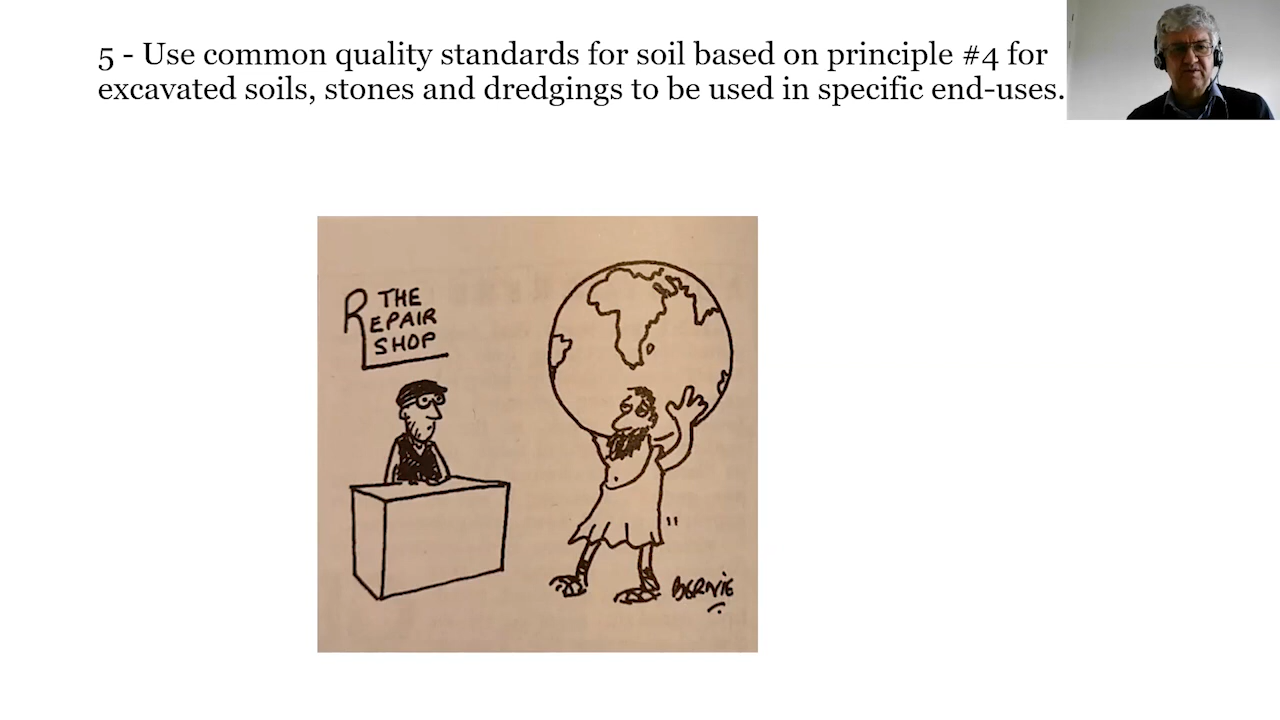 5 - Use common quality standards for soil based on principle #4 for
excavated soils, stones and dredgings to be used in specific end-uses.
THE
REPAIR
SHOP
BERNIE